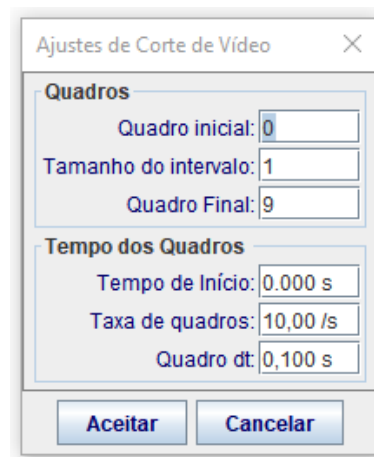 Ajustes de Corte de Vídeo
Quadros
Quadro inicial: 0
Tamanho do intervalo: 1
Quadro Final: 9
Tempo dos Quadros
Tempo de Início: 0.000 s
Taxa de quadros: 10,00 /s
Quadro dt: 0,100 s
Aceitar Cancelar